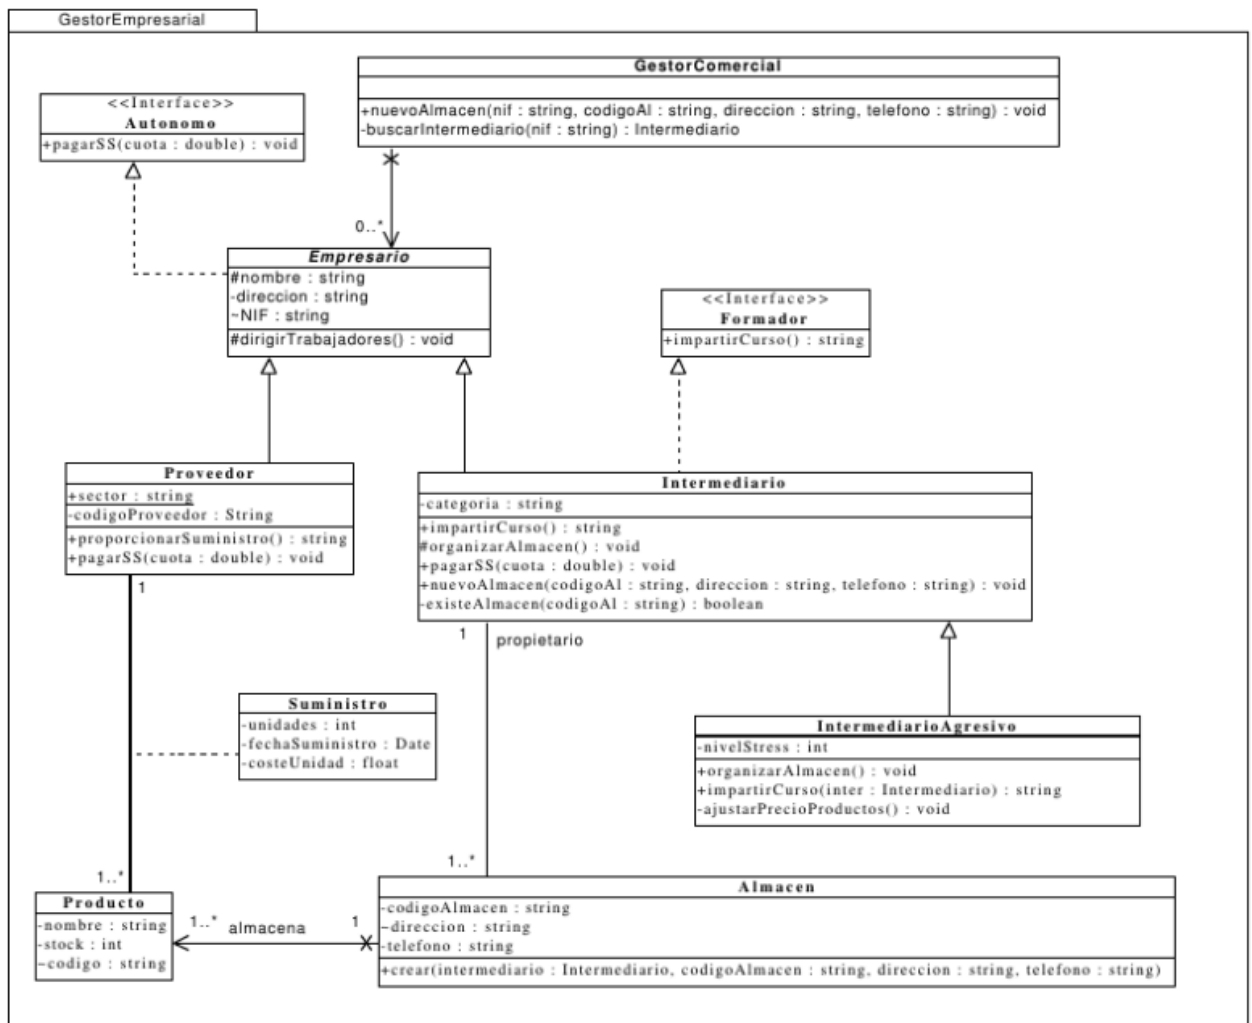 GestorEmpresarial
GestorComercial
+nuevoAlmacen(nif : string, codigoAl : string, direccion : string, telefono : string) : void
-buscarIntermediario(nif : string) : Intermediario
<<Interface>>
Autonomo
+pagarSS(cuota : double) : void
0..*
Empresario
#nombre : string
-direccion : string
~NIF : string
#dirigirTrabajadores() : void
<<Interface>>
Formador
+impartirCurso() : string
Proveedor
+sector : string
-codigoProveedor : String
+proporcionarSuministro() : string
+pagarSS(cuota : double) : void
1
Intermediario
-categoria : string
+impartirCurso() : string
#organizarAlmacen() : void
+pagarSS(cuota : double) : void
+nuevoAlmacen(codigoAl : string, direccion : string, telefono : string) : void
-existeAlmacen(codigoAl : string) : boolean
1
propietario
Suministro
-unidades : int
-fechaSuministro : Date
-costeUnidad : float
IntermediarioAgresivo
-nivelStress : int
+organizarAlmacen() : void
+impartirCurso(inter : Intermediario) : string
-ajustarPrecioProductos() : void
1..*
1..*
Producto
-nombre : string
-stock : int
~codigo : string
1..*
almacena
1
Almacen
-codigoAlmacen : string
~direccion : string
-telefono : string
+crear(intermediario : Intermediario, codigoAlmacen : string, direccion : string, telefono : string)